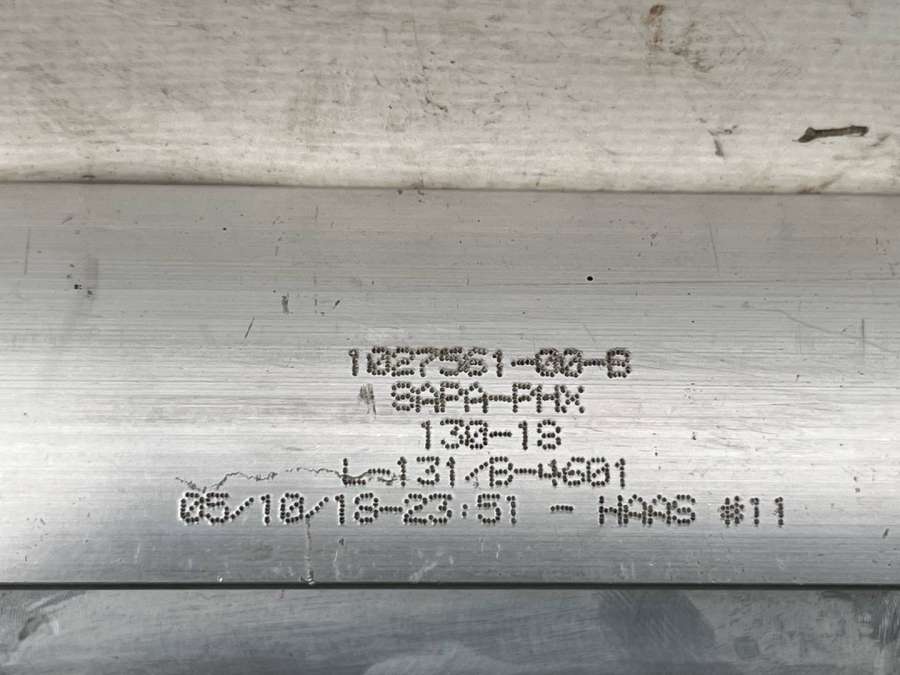 1027561-00-B
SAPA-PHX
130-18
L-131/B-4601
05/10/18-23:51 - HAAS #11